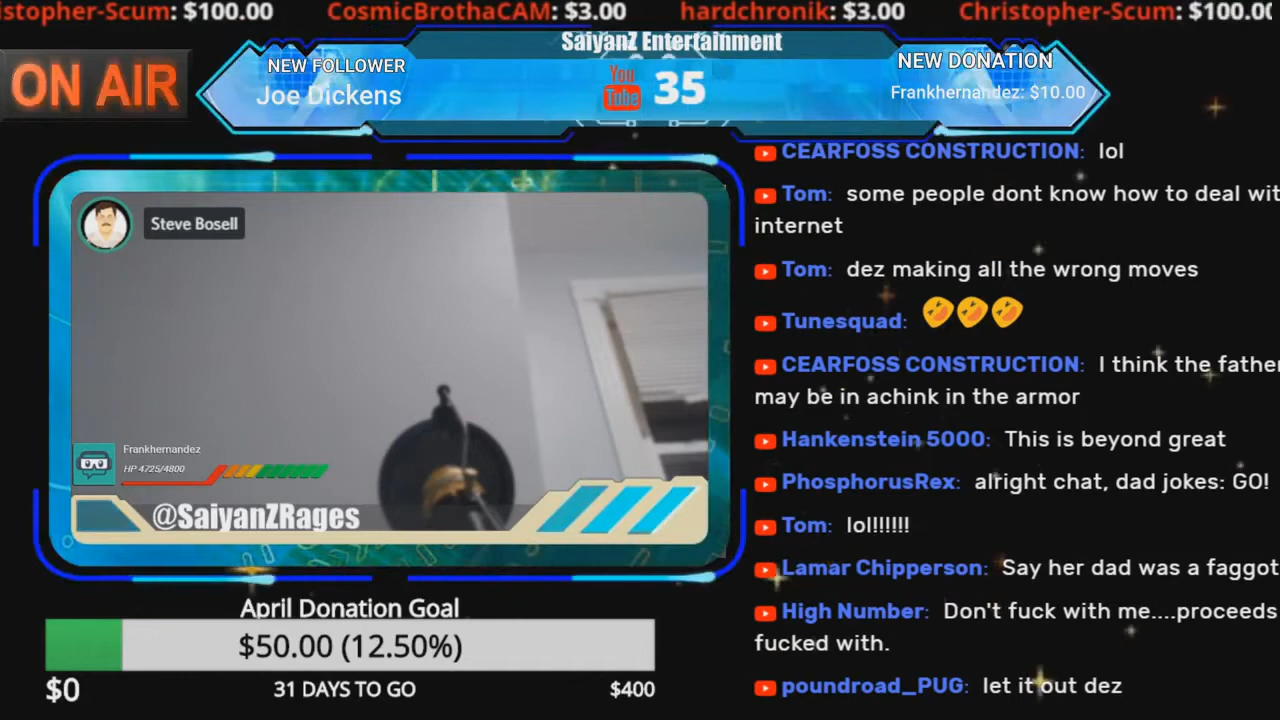 istopher-Scum: $100.00 CosmicBrothaCAM: $3.00 hardchronik: $3.00 Christopher-Scum: $100.00
ON AIR
NEW FOLLOWER
Joe Dickens
SaiyanZ Entertainment
You
Tube
35
NEW DONATION
Frankhernandez: $10.00
Steve Bosell
Frankhernandez
HP 4725/4800
@SaiyanZRages
April Donation Goal
$50.00 (12.50%)
$0 31 DAYS TO GO $400
CEARFOSS CONSTRUCTION: lol
Tom: some people dont know how to deal wit
internet
Tom: dez making all the wrong moves
Tunesquad: 🤣🤣🤣
CEARFOSS CONSTRUCTION: I think the father
may be in achink in the armor
Hankenstein 5000: This is beyond great
PhosphorusRex: alright chat, dad jokes: GO!
Tom: lol!!!!!!
Lamar Chipperson: Say her dad was a faggot
High Number: Don't fuck with me....proceeds
fucked with.
poundroad_PUG: let it out dez